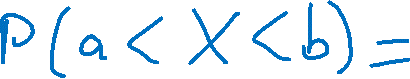 P(a < X < b) =